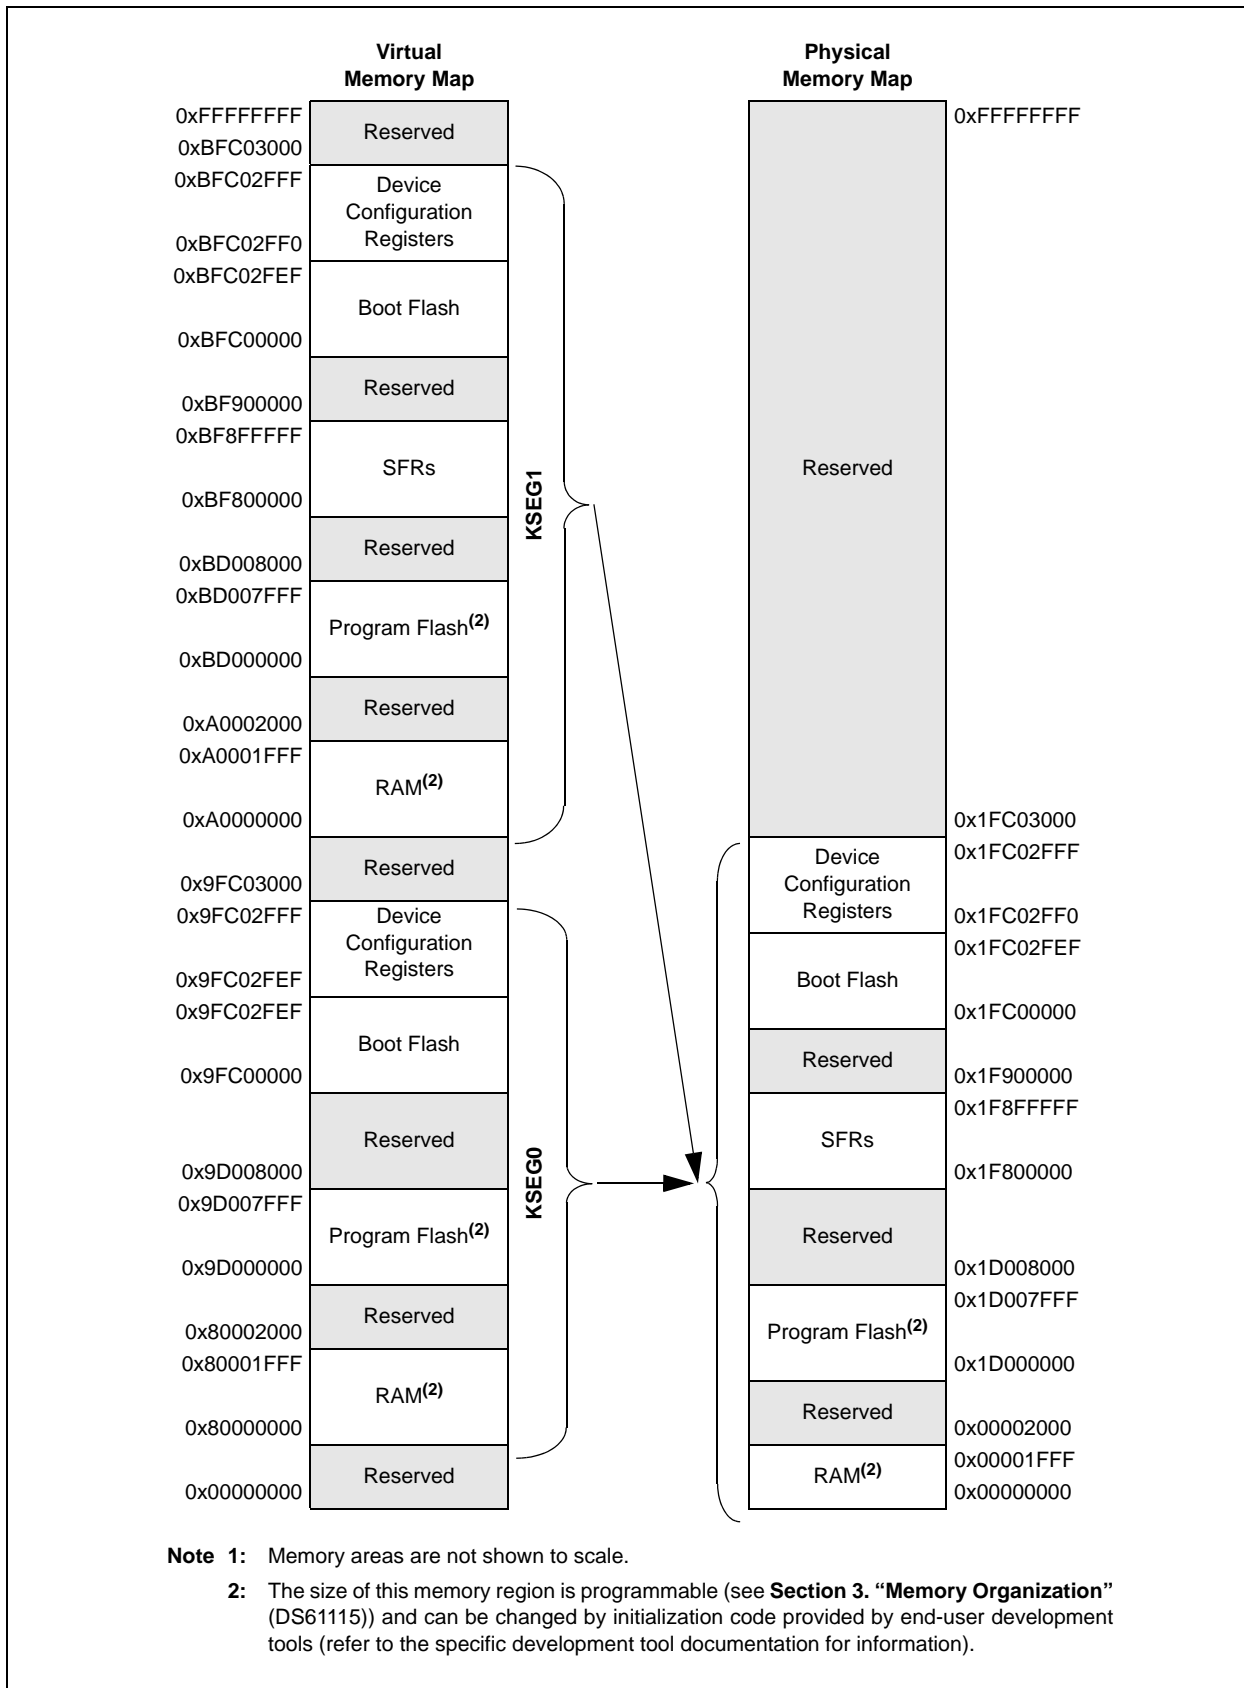 Virtual
Memory Map
0xFFFFFFFF
Reserved
0xBFC03000
0xBFC02FFF
Device
Configuration
Registers
0xBFC02FF0
0xBFC02FEF
Boot Flash
0xBFC00000
Reserved
0xBF900000
0xBF8FFFFF
SFRs
0xBF800000
Reserved
0xBD008000
0xBD007FFF
Program Flash(2)
0xBD000000
Reserved
0xA0002000
0xA0001FFF
RAM(2)
0xA0000000
Reserved
0x9FC03000
0x9FC02FFF
Device
Configuration
Registers
0x9FC02FEF
0x9FC02FEF
Boot Flash
0x9FC00000
Reserved
0x9D008000
0x9D007FFF
Program Flash(2)
0x9D000000
Reserved
0x80002000
0x80001FFF
RAM(2)
0x80000000
Reserved
0x00000000
KSEG1
KSEG0
Physical
Memory Map
0xFFFFFFFF
Reserved
0x1FC03000
0x1FC02FFF
Device
Configuration
Registers
0x1FC02FF0
0x1FC02FEF
Boot Flash
0x1FC00000
Reserved
0x1F900000
0x1F8FFFFF
SFRs
0x1F800000
Reserved
0x1D008000
0x1D007FFF
Program Flash(2)
0x1D000000
Reserved
0x00002000
0x00001FFF
RAM(2)
0x00000000
Note 1: Memory areas are not shown to scale.
2: The size of this memory region is programmable (see Section 3. “Memory Organization”
(DS61115)) and can be changed by initialization code provided by end-user development
tools (refer to the specific development tool documentation for information).